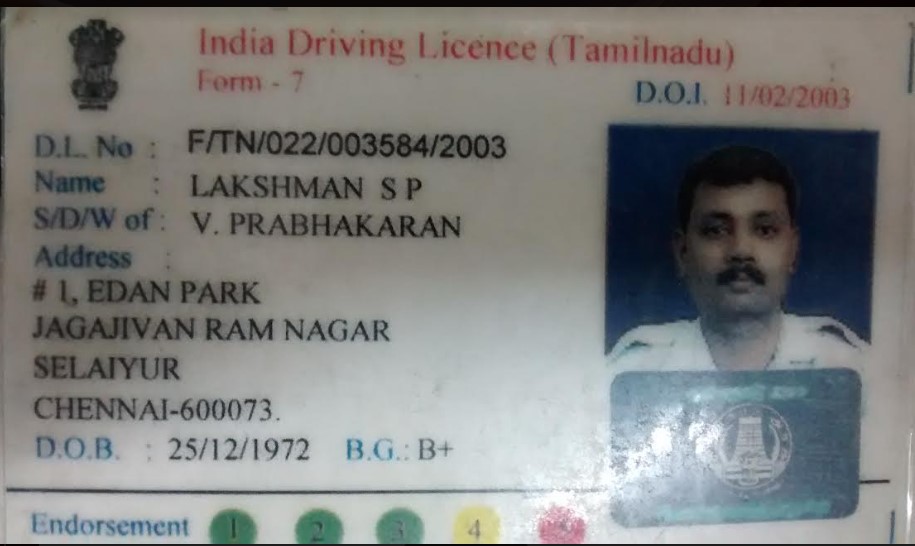 India Driving Licence (Tamilnadu)
Form - 7
D.O.I. 11/02/2003
D.L. No : F/TN/022/003584/2003
Name : LAKSHMAN S P
S/D/W of : V. PRABHAKARAN
Address :
# 1, EDAN PARK
JAGAJIVAN RAM NAGAR
SELAIYUR
CHENNAI-600073.
D.O.B. : 25/12/1972 B.G.: B+
Endorsement 1 2 3 4